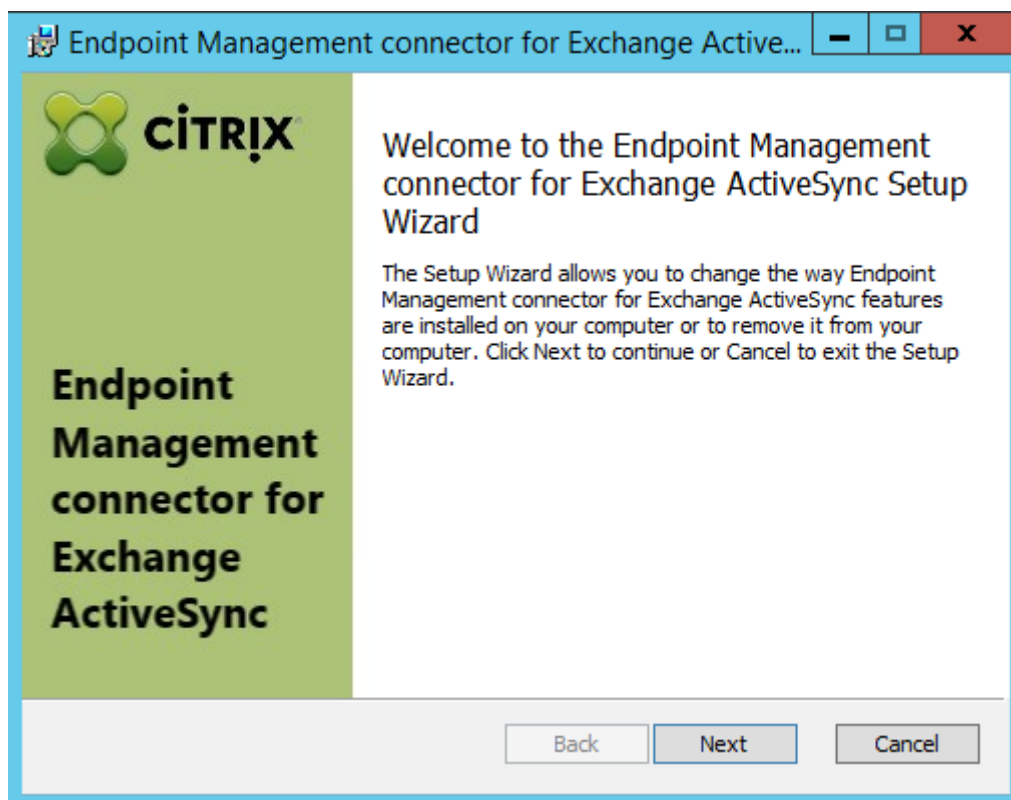 Endpoint Management connector for Exchange Active...
CİTRỊX
Welcome to the Endpoint Management
connector for Exchange ActiveSync Setup
Wizard
The Setup Wizard allows you to change the way Endpoint
Management connector for Exchange ActiveSync features
are installed on your computer or to remove it from your
computer. Click Next to continue or Cancel to exit the Setup
Wizard.
Endpoint
Management
connector for
Exchange
ActiveSync
Back Next Cancel